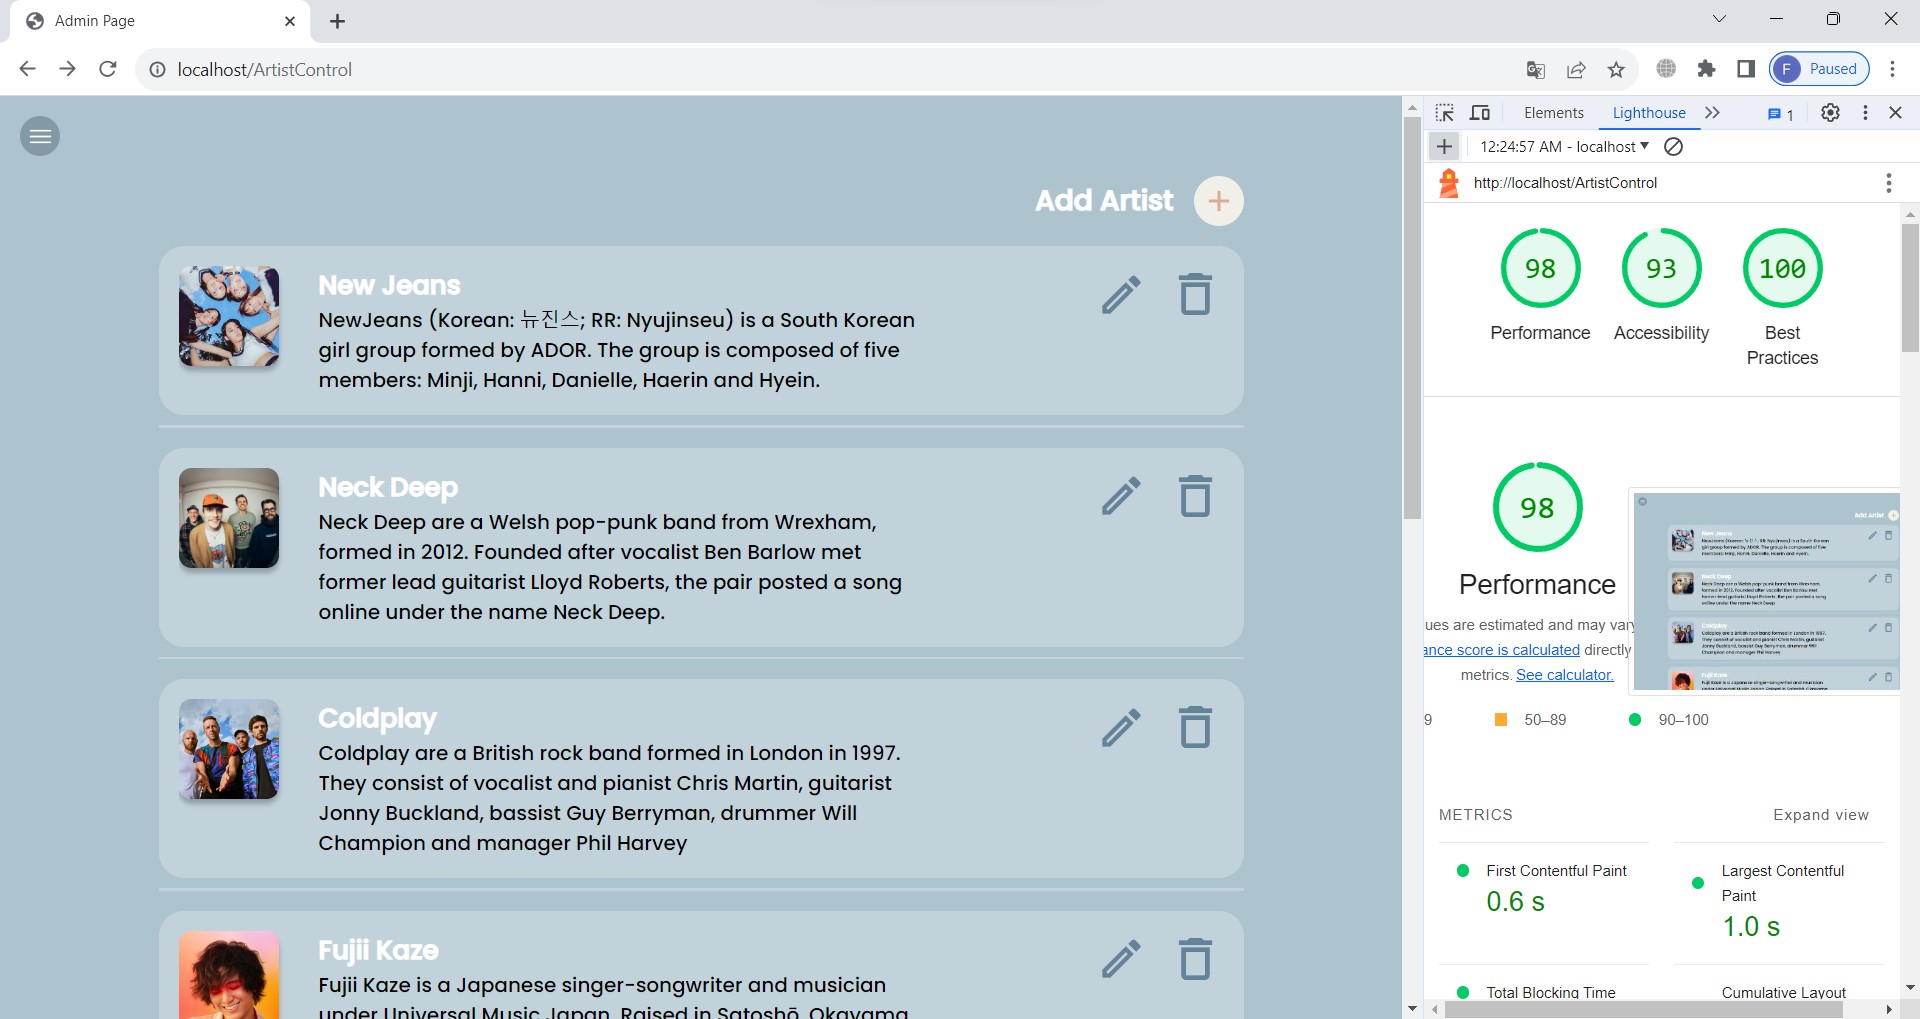 Admin Page
localhost/ArtistControl
F Paused
Add Artist
New Jeans
NewJeans (Korean: 뉴진스; RR: Nyujinseu) is a South Korean
girl group formed by ADOR. The group is composed of five
members: Minji, Hanni, Danielle, Haerin and Hyein.
Neck Deep
Neck Deep are a Welsh pop-punk band from Wrexham,
formed in 2012. Founded after vocalist Ben Barlow met
former lead guitarist Lloyd Roberts, the pair posted a song
online under the name Neck Deep.
Coldplay
Coldplay are a British rock band formed in London in 1997.
They consist of vocalist and pianist Chris Martin, guitarist
Jonny Buckland, bassist Guy Berryman, drummer Will
Champion and manager Phil Harvey
Fujii Kaze
Fujii Kaze is a Japanese singer-songwriter and musician
under Universal Music Japan. Raised in Satoshō, Okayama
Elements Lighthouse 1
12:24:57 AM - localhost
http://localhost/ArtistControl
98 93 100
Performance Accessibility Best
Practices
98
Performance
ues are estimated and may vary
ance score is calculated directly
metrics. See calculator.
9 50–89 90–100
METRICS Expand view
First Contentful Paint
0.6 s
Largest Contentful
Paint
1.0 s
Total Blocking Time
Cumulative Layout